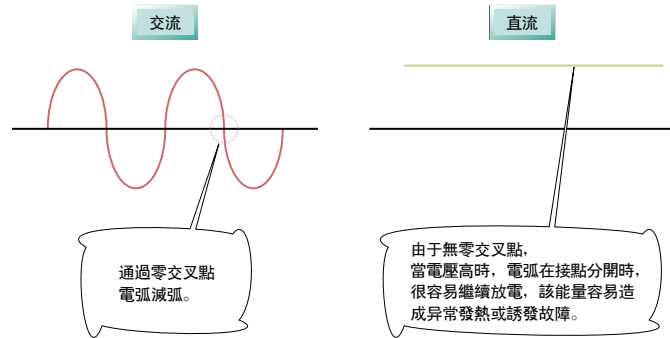 交流
直流
通過零交叉點
電弧滅弧。
由于無零交叉點，
當電壓高時，電弧在接點分開時，
很容易繼續放電，該能量容易造
成异常發熱或誘發故障。